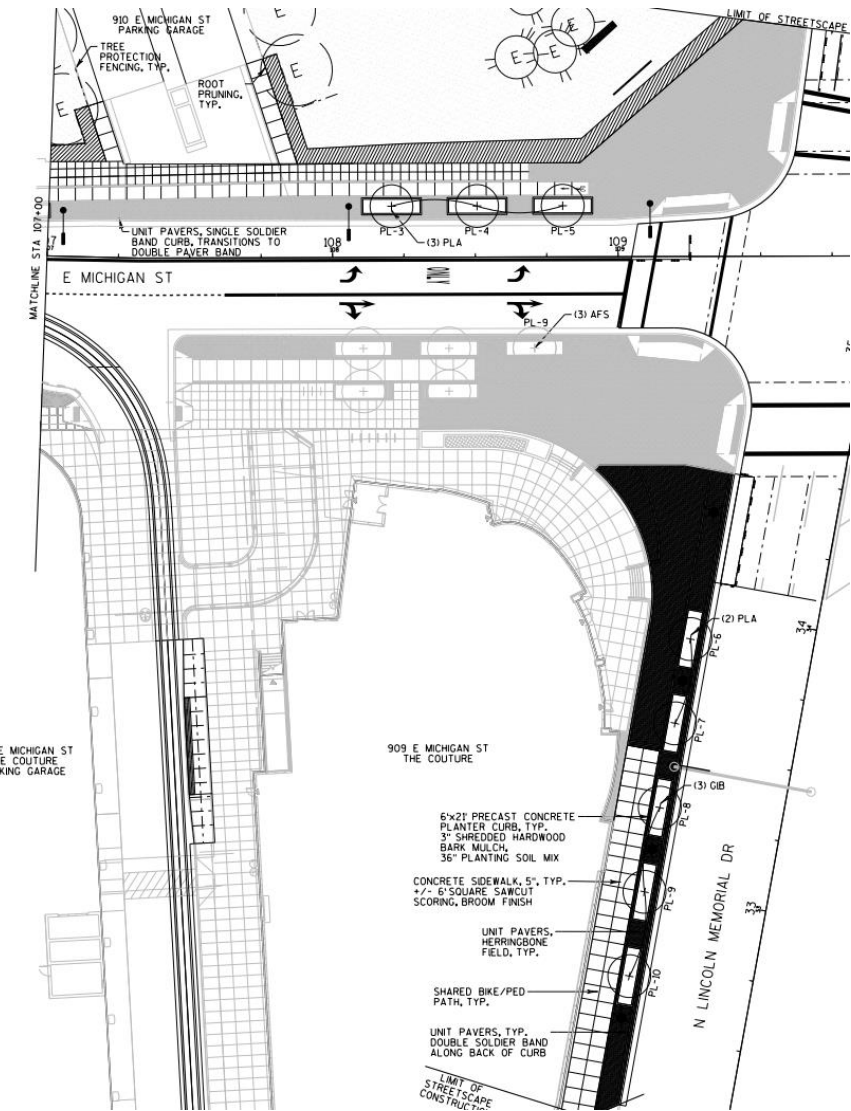 910 E MICHIGAN ST
PARKING GARAGE
TREE
PROTECTION
FENCING, TYP.
ROOT
PRUNING,
TYP.
E
E
E
E
E
E
E
LIMIT OF STREETSCAPE
MATCHLINE STA 107+00
UNIT PAVERS, SINGLE SOLDIER
BAND CURB, TRANSITIONS TO
DOUBLE PAVER BAND
PL-3
PL-4
PL-5
(3) PLA
7
108
109
E MICHIGAN ST
PL-9
(3) AFS
(2) PLA
PL-6
34
PL-7
E MICHIGAN ST
E COUTURE
KING GARAGE
909 E MICHIGAN ST
THE COUTURE
(3) GIB
PL-8
6'x21' PRECAST CONCRETE
PLANTER CURB, TYP.
3" SHREDDED HARDWOOD
BARK MULCH,
36" PLANTING SOIL MIX
CONCRETE SIDEWALK, 5", TYP.
+/- 6' SQUARE SAWCUT
SCORING, BROOM FINISH
PL-9
33
UNIT PAVERS,
HERRINGBONE
FIELD, TYP.
PL-10
N LINCOLN MEMORIAL DR
SHARED BIKE/PED
PATH, TYP.
UNIT PAVERS, TYP.
DOUBLE SOLDIER BAND
ALONG BACK OF CURB
LIMIT OF
STREETSCAPE
CONSTRUCTION